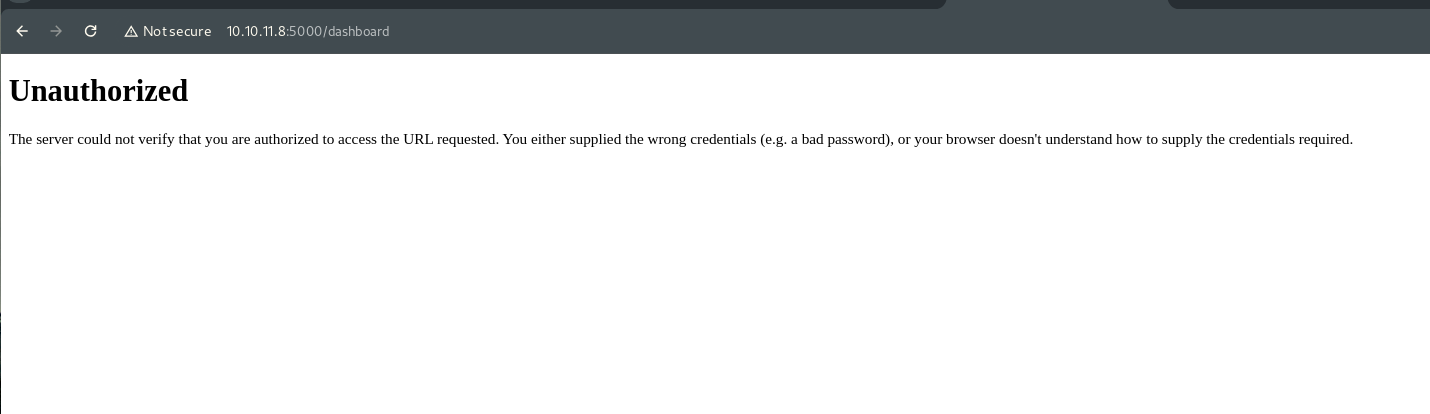 Not secure 10.10.11.8:5000/dashboard
Unauthorized
The server could not verify that you are authorized to access the URL requested. You either supplied the wrong credentials (e.g. a bad password), or your browser doesn't understand how to supply the credentials required.